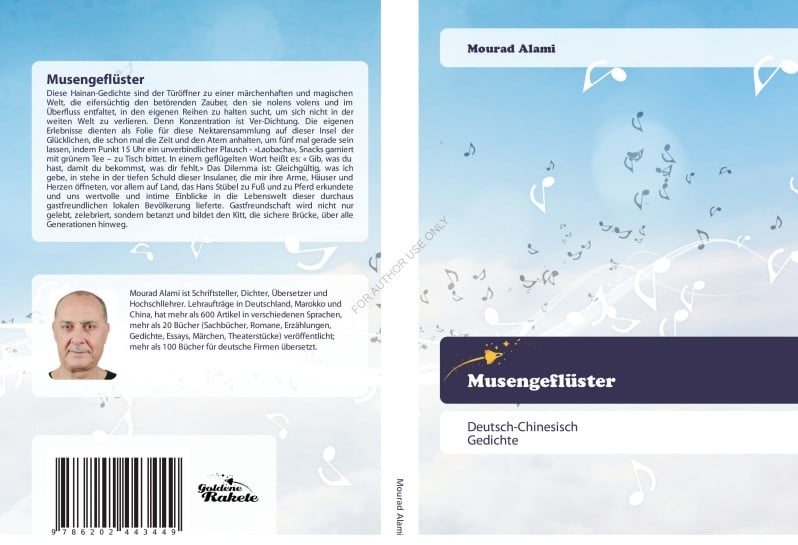 Musengeflüster
Diese Hainan-Gedichte sind der Türöffner zu einer märchenhaften und magischen
Welt, die eifersüchtig den betörenden Zauber, den sie nolens volens und im
Überfluss entfaltet, in den eigenen Reihen zu halten sucht, um sich nicht in der
weiten Welt zu verlieren. Denn Konzentration ist Ver-Dichtung. Die eigenen
Erlebnisse dienten als Folie für diese Nektarensammlung auf dieser Insel der
Glücklichen, die schon mal die Zeit und den Atem anhalten, um fünf mal gerade sein
lassen, indem Punkt 15 Uhr ein unverbindlicher Plausch - «Laobacha», Snacks garniert
mit grünem Tee – zu Tisch bittet. In einem geflügelten Wort heißt es: « Gib, was du
hast, damit du bekommst, was dir fehlt.» Das Dilemma ist: Gleichgültig, was ich
gebe, in stehe in der tiefen Schuld dieser Insulaner, die mir ihre Arme, Häuser und
Herzen öffneten, vor allem auf Land, das Hans Stübel zu Fuß und zu Pferd erkundete
und uns wertvolle und intime Einblicke in die Lebenswelt dieser durchaus
gastfreundlichen lokalen Bevölkerung lieferte. Gastfreundschaft wird nicht nur
gelebt, zelebriert, sondern betanzt und bildet den Kitt, die sichere Brücke, über alle
Generationen hinweg.
Mourad Alami ist Schriftsteller, Dichter, Übersetzer und
Hochschllehrer. Lehraufträge in Deutschland, Marokko und
China, hat mehr als 600 Artikel in verschiedenen Sprachen,
mehr als 20 Bücher (Sachbücher, Romane, Erzählungen,
Gedichte, Essays, Märchen, Theaterstücke) veröffentlicht;
mehr als 100 Bücher für deutsche Firmen übersetzt.
9 786202 443449
Goldene
Rakete
Mourad Alami
FOR AUTHOR USE ONLY
Mourad Alami
Musengeflüster
Deutsch-Chinesisch
Gedichte